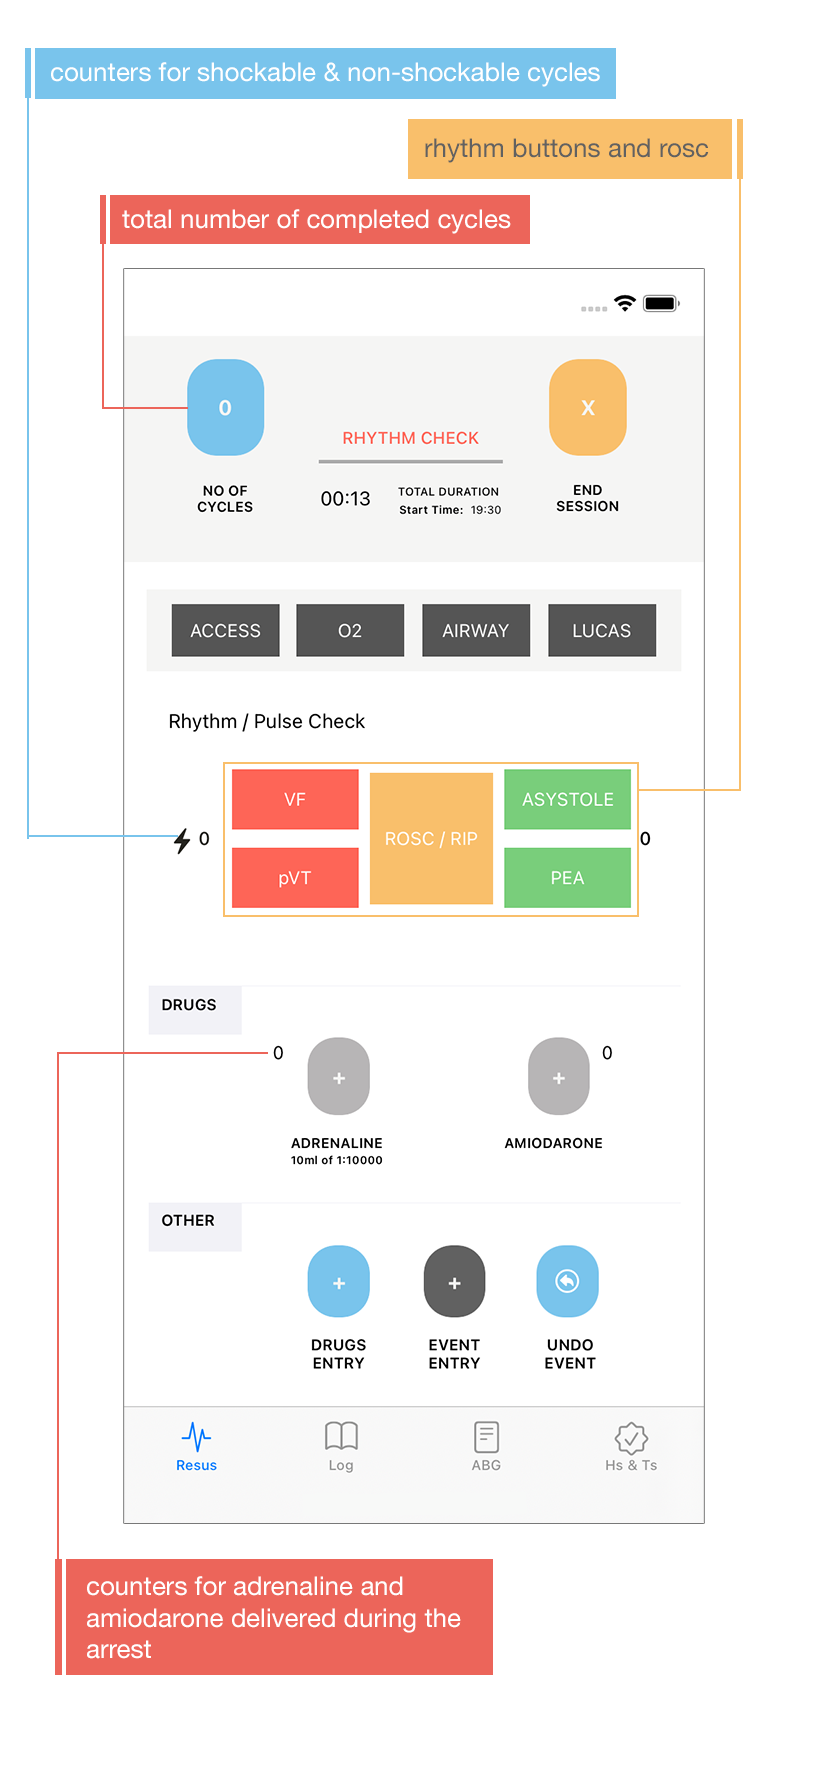 counters for shockable & non-shockable cycles
rhythm buttons and rosc
total number of completed cycles
0
X
RHYTHM CHECK
NO OF
CYCLES
00:13
TOTAL DURATION
Start Time: 19:30
END
SESSION
ACCESS
O2
AIRWAY
LUCAS
Rhythm / Pulse Check
VF
ASYSTOLE
0
ROSC / RIP
0
pVT
PEA
DRUGS
0
+
+
0
ADRENALINE
10ml of 1:10000
AMIODARONE
OTHER
+
+
DRUGS
ENTRY
EVENT
ENTRY
UNDO
EVENT
Resus
Log
ABG
Hs & Ts
counters for adrenaline and
amiodarone delivered during the
arrest